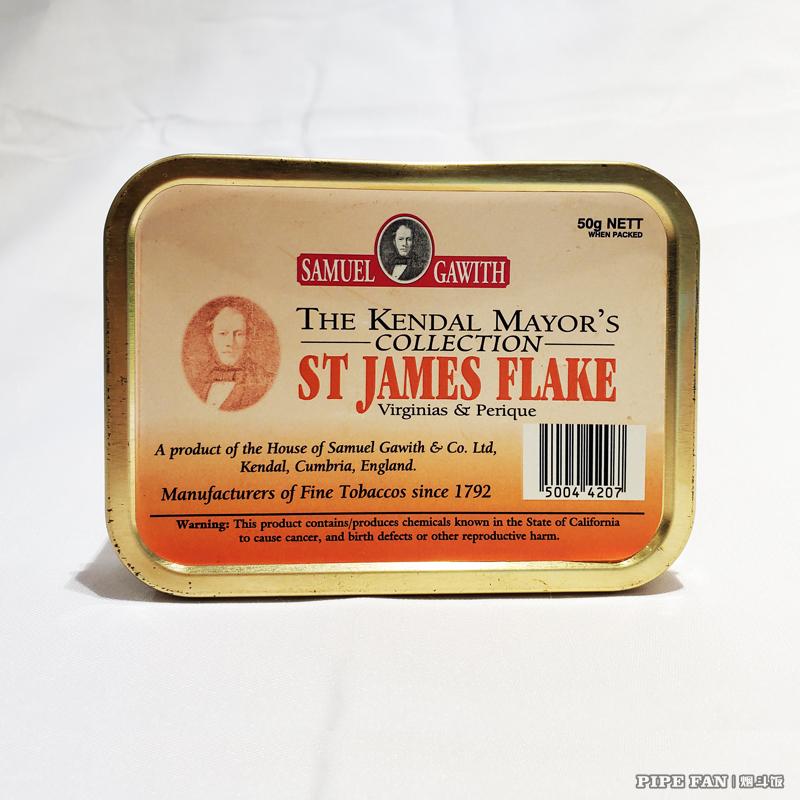 50g NETT
WHEN PACKED
SAMUEL GAWITH
THE KENDAL MAYOR'S
COLLECTION
ST JAMES FLAKE
Virginias & Perique
A product of the House of Samuel Gawith & Co. Ltd,
Kendal, Cumbria, England.
Manufacturers of Fine Tobaccos since 1792
5004 4207
Warning: This product contains/produces chemicals known in the State of California
to cause cancer, and birth defects or other reproductive harm.
PIPE FAN | 烟斗饭